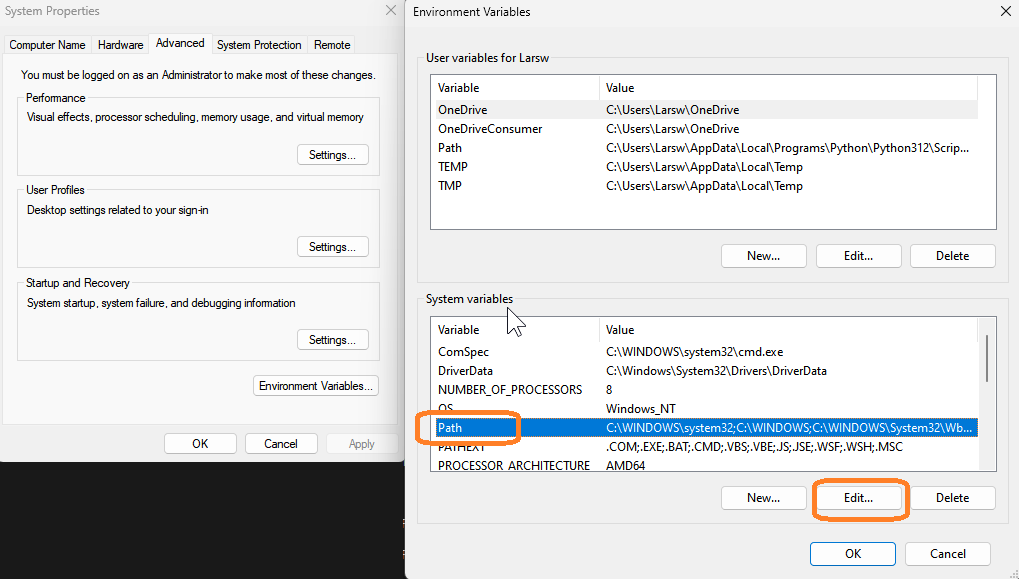 System Properties
Computer Name Hardware Advanced System Protection Remote
You must be logged on as an Administrator to make most of these changes.
Performance
Visual effects, processor scheduling, memory usage, and virtual memory
Settings...
User Profiles
Desktop settings related to your sign-in
Settings...
Startup and Recovery
System startup, system failure, and debugging information
Settings...
Environment Variables...
OK Cancel Apply
Environment Variables
User variables for Larsw
Variable Value
OneDrive C:\Users\Larsw\OneDrive
OneDriveConsumer C:\Users\Larsw\OneDrive
Path C:\Users\Larsw\AppData\Local\Programs\Python\Python312\Scrip...
TEMP C:\Users\Larsw\AppData\Local\Temp
TMP C:\Users\Larsw\AppData\Local\Temp
New... Edit... Delete
System variables
Variable Value
ComSpec C:\WINDOWS\system32\cmd.exe
DriverData C:\Windows\System32\Drivers\DriverData
NUMBER_OF_PROCESSORS 8
OS Windows_NT
Path C:\WINDOWS\system32;C:\WINDOWS;C:\WINDOWS\System32\Wb...
PATHEXT .COM;.EXE;.BAT;.CMD;.VBS;.VBE;.JS;.JSE;.WSF;.WSH;.MSC
PROCESSOR_ARCHITECTURE AMD64
New... Edit... Delete
OK Cancel